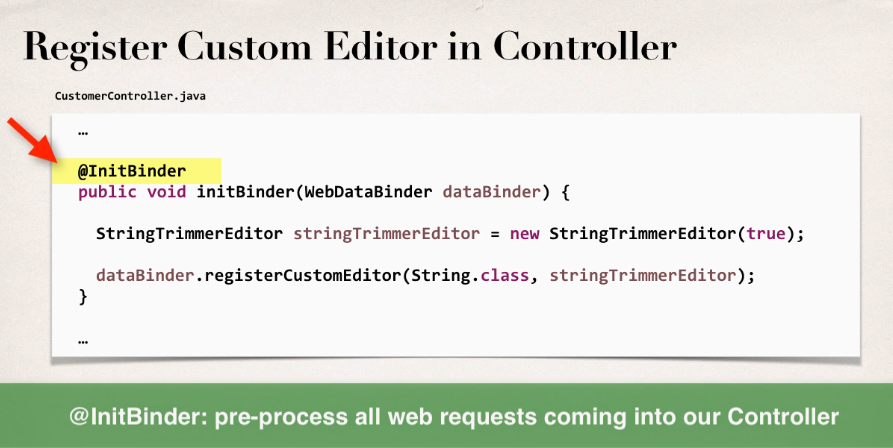 Register Custom Editor in Controller
CustomerController.java
…
@InitBinder
public void initBinder(WebDataBinder dataBinder) {
StringTrimmerEditor stringTrimmerEditor = new StringTrimmerEditor(true);
dataBinder.registerCustomEditor(String.class, stringTrimmerEditor);
}
…
@InitBinder: pre-process all web requests coming into our Controller